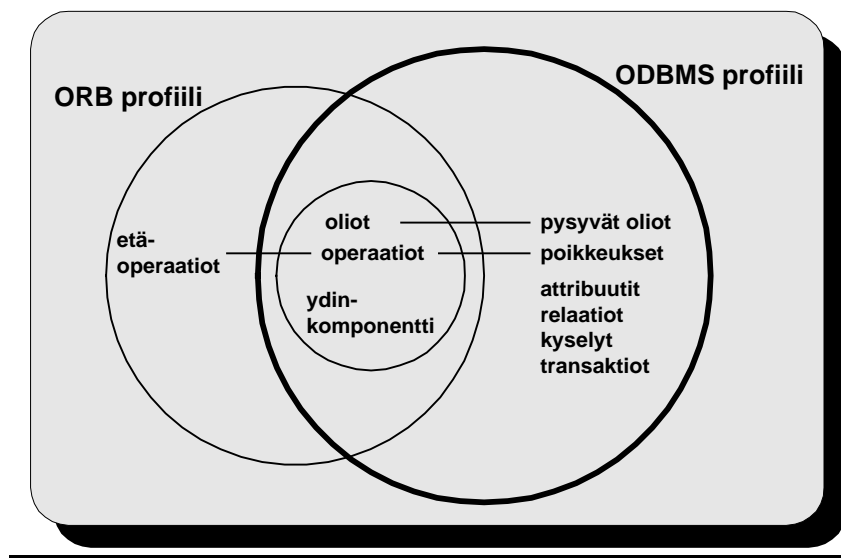 ODBMS profiili
ORB profiili
etä-
operaatiot
oliot
operaatiot
ydin-
komponentti
pysyvät oliot
poikkeukset
attribuutit
relaatiot
kyselyt
transaktiot